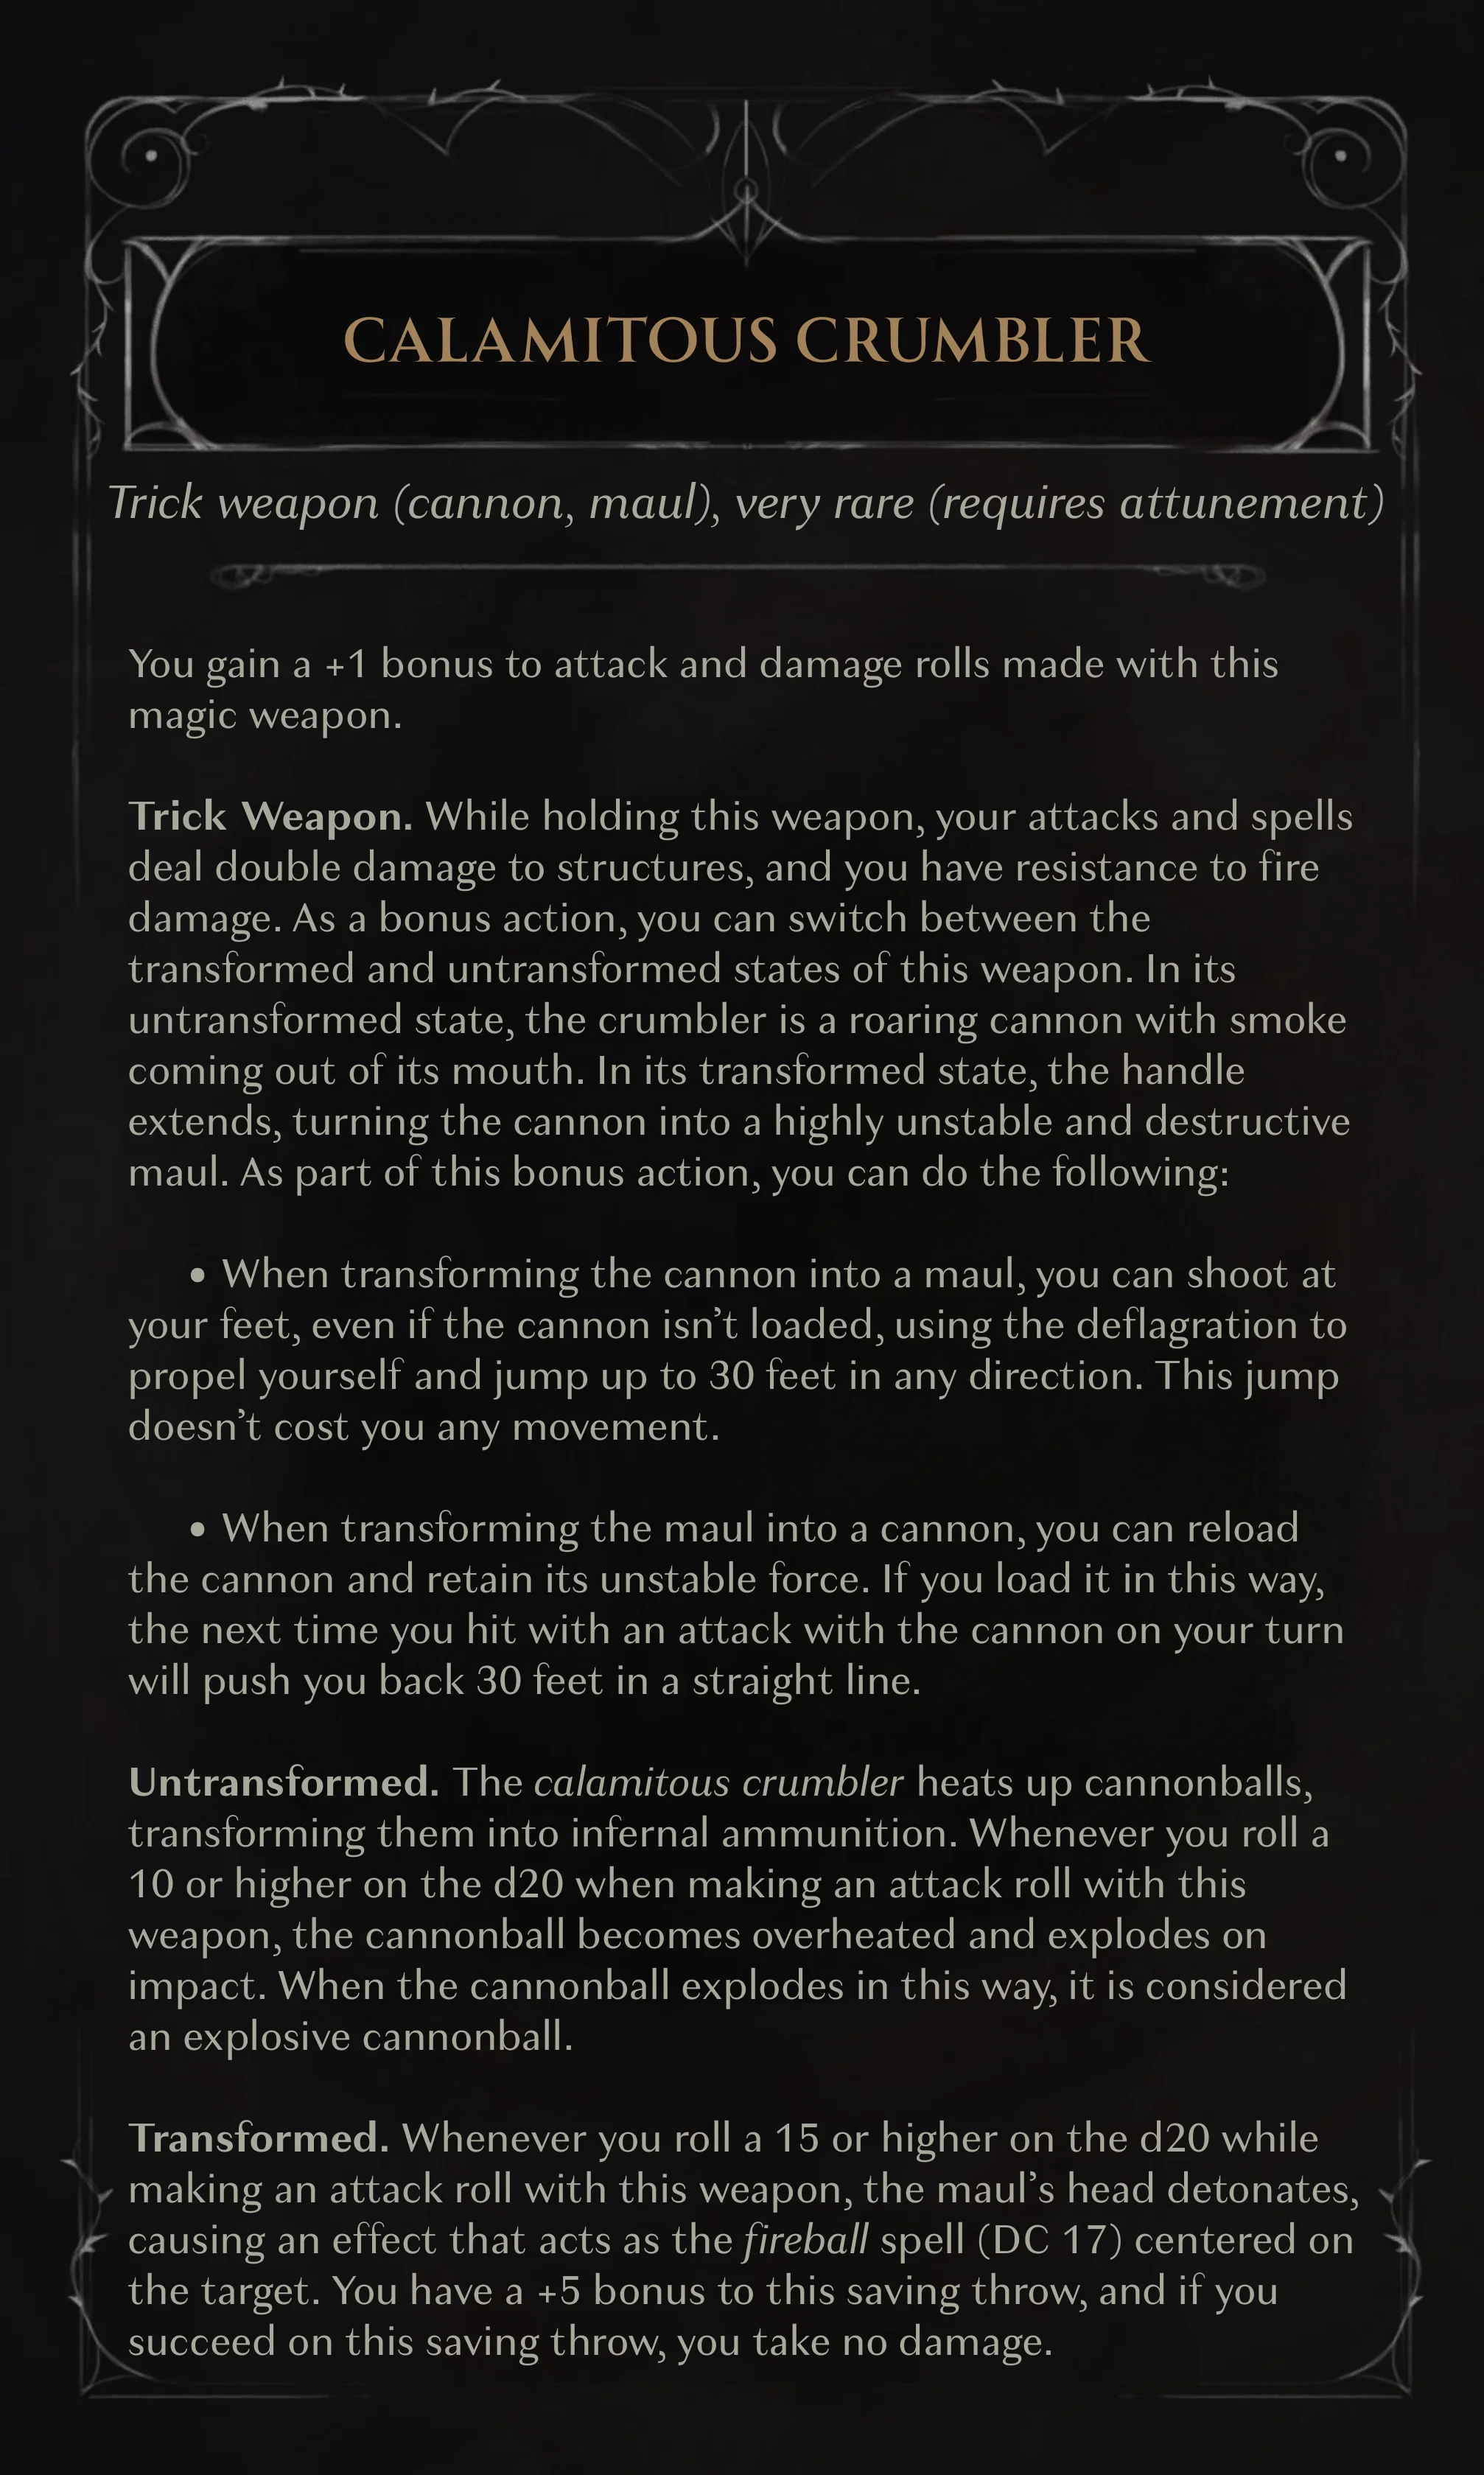 CALAMITOUS CRUMBLER
Trick weapon (cannon, maul), very rare (requires attunement)
You gain a +1 bonus to attack and damage rolls made with this
magic weapon.
Trick Weapon. While holding this weapon, your attacks and spells
deal double damage to structures, and you have resistance to fire
damage. As a bonus action, you can switch between the
transformed and untransformed states of this weapon. In its
untransformed state, the crumbler is a roaring cannon with smoke
coming out of its mouth. In its transformed state, the handle
extends, turning the cannon into a highly unstable and destructive
maul. As part of this bonus action, you can do the following:
• When transforming the cannon into a maul, you can shoot at
your feet, even if the cannon isn’t loaded, using the deflagration to
propel yourself and jump up to 30 feet in any direction. This jump
doesn’t cost you any movement.
• When transforming the maul into a cannon, you can reload
the cannon and retain its unstable force. If you load it in this way,
the next time you hit with an attack with the cannon on your turn
will push you back 30 feet in a straight line.
Untransformed. The calamitous crumbler heats up cannonballs,
transforming them into infernal ammunition. Whenever you roll a
10 or higher on the d20 when making an attack roll with this
weapon, the cannonball becomes overheated and explodes on
impact. When the cannonball explodes in this way, it is considered
an explosive cannonball.
Transformed. Whenever you roll a 15 or higher on the d20 while
making an attack roll with this weapon, the maul’s head detonates,
causing an effect that acts as the fireball spell (DC 17) centered on
the target. You have a +5 bonus to this saving throw, and if you
succeed on this saving throw, you take no damage.